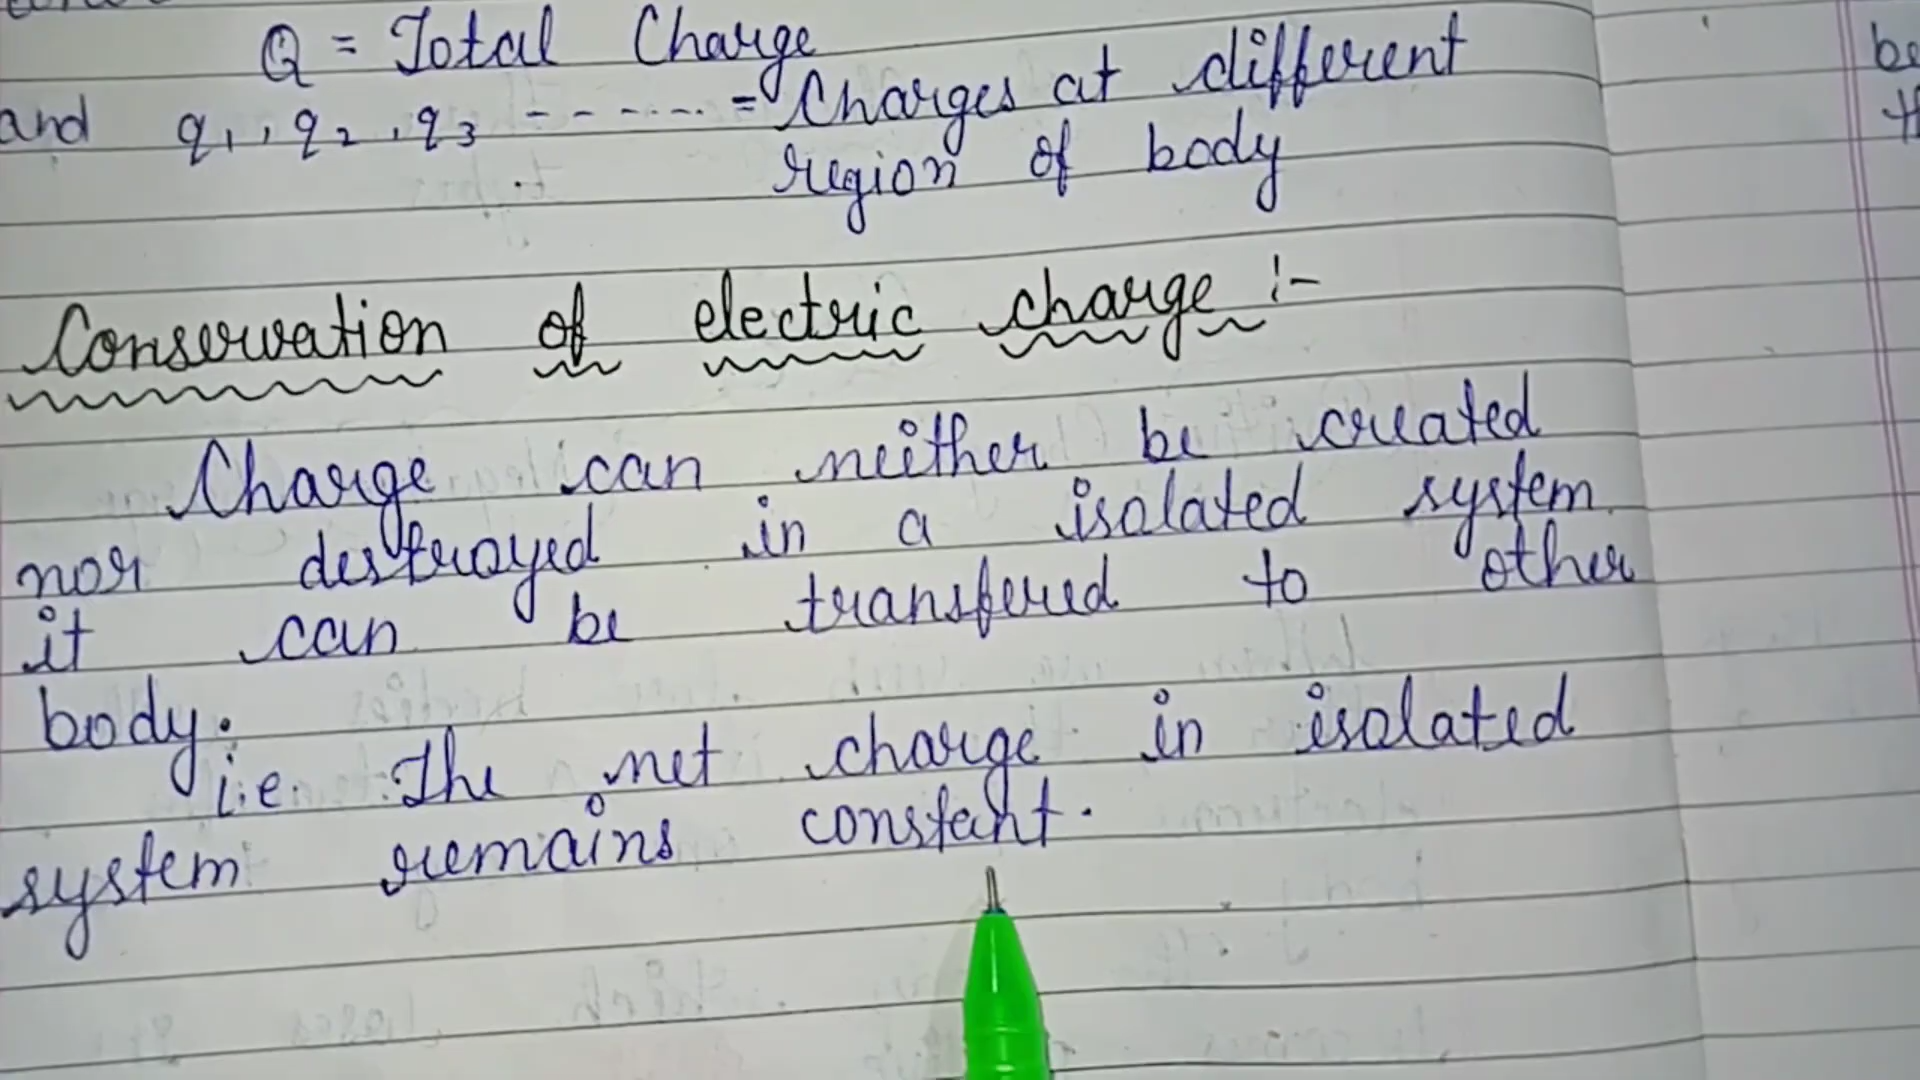 Q = Total Charge
and q1, q2, q3 - - - ...... = Charges at different
region of body
Conservation of electric charge :-
Charge can neither be created
nor destroyed in a isolated system
it can be transfered to other
body.
i.e. The net charge in isolated
system remains constant.
be